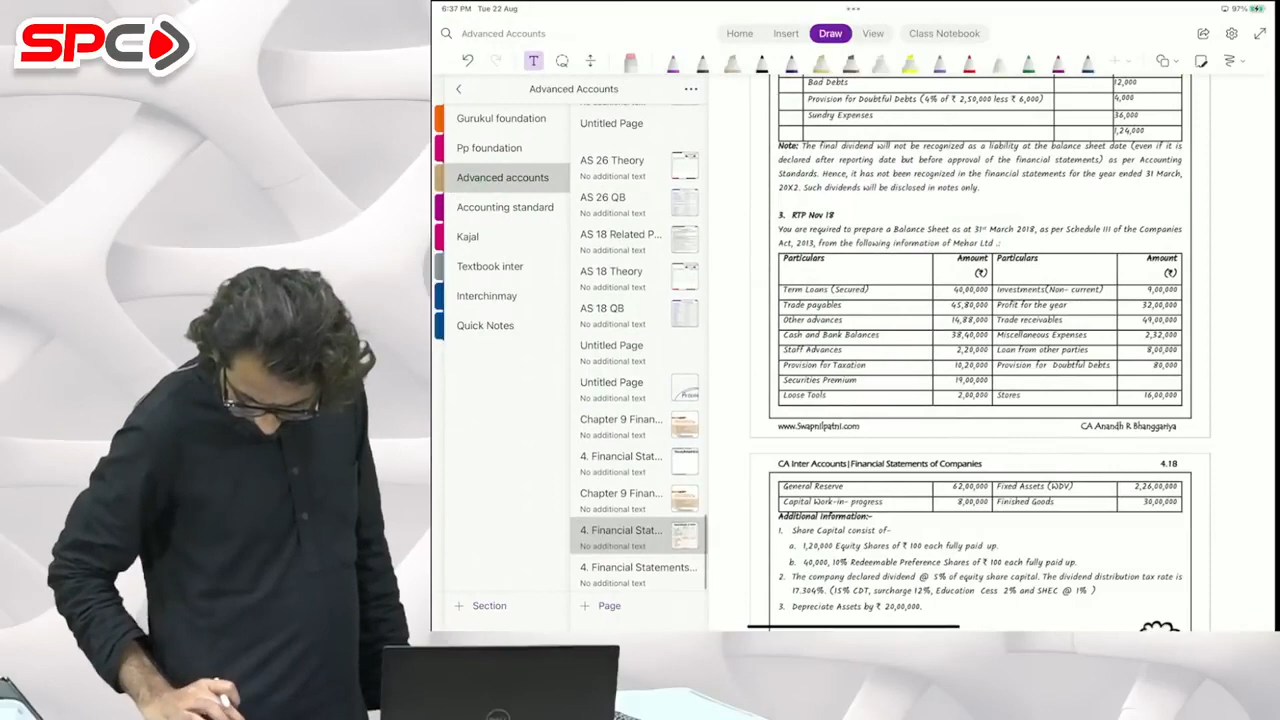 SPC
6:37 PM Tue 22 Aug
97%
Advanced Accounts
Home Insert Draw View Class Notebook
T
Advanced Accounts
Gurukul foundation
Pp foundation
Advanced accounts
Accounting standard
Kajal
Textbook inter
Interchinmay
Quick Notes
+ Section
Untitled Page
AS 26 Theory
No additional text
AS 26 QB
No additional text
AS 18 Related P...
No additional text
AS 18 Theory
No additional text
AS 18 QB
No additional text
Untitled Page
No additional text
Untitled Page
No additional text
Chapter 9 Finan...
No additional text
4. Financial Stat...
No additional text
Chapter 9 Finan...
No additional text
4. Financial Stat...
No additional text
4. Financial Statements...
No additional text
+ Page
Bad Debts 12,000
Provision for Doubtful Debts (4% of ₹ 2,50,000 less ₹ 6,000) 4,000
Sundry Expenses 36,000
1,24,000
Note: The final dividend will not be recognized as a liability at the balance sheet date (even if it is
declared after reporting date but before approval of the financial statements) as per Accounting
Standards. Hence, it has not been recognized in the financial statements for the year ended 31 March,
20X2. Such dividends will be disclosed in notes only.
3. RTP Nov 18
You are required to prepare a Balance Sheet as at 31st March 2018, as per Schedule III of the Companies
Act, 2013, from the following information of Mehar Ltd .:
Particulars Amount Particulars Amount
(₹) (₹)
Term Loans (Secured) 40,00,000 Investments(Non- current) 9,00,000
Trade payables 45,80,000 Profit for the year 32,00,000
Other advances 14,88,000 Trade receivables 49,00,000
Cash and Bank Balances 38,40,000 Miscellaneous Expenses 2,32,000
Staff Advances 2,20,000 Loan from other parties 8,00,000
Provision for Taxation 10,20,000 Provision for Doubtful Debts 80,000
Securities Premium 19,00,000
Loose Tools 2,00,000 Stores 16,00,000
www.Swapnilpatni.com CA Anandh R Bhanggariya
CA Inter Accounts|Financial Statements of Companies 4.18
General Reserve 62,00,000 Fixed Assets (WDV) 2,26,00,000
Capital Work-in- progress 8,00,000 Finished Goods 30,00,000
Additional Information:-
1. Share Capital consist of-
a. 1,20,000 Equity Shares of ₹ 100 each fully paid up.
b. 40,000, 10% Redeemable Preference Shares of ₹ 100 each fully paid up.
2. The company declared dividend @ 5% of equity share capital. The dividend distribution tax rate is
17.304%. (15% CDT, surcharge 12%, Education Cess 2% and SHEC @ 1% )
3. Depreciate Assets by ₹ 20,00,000.